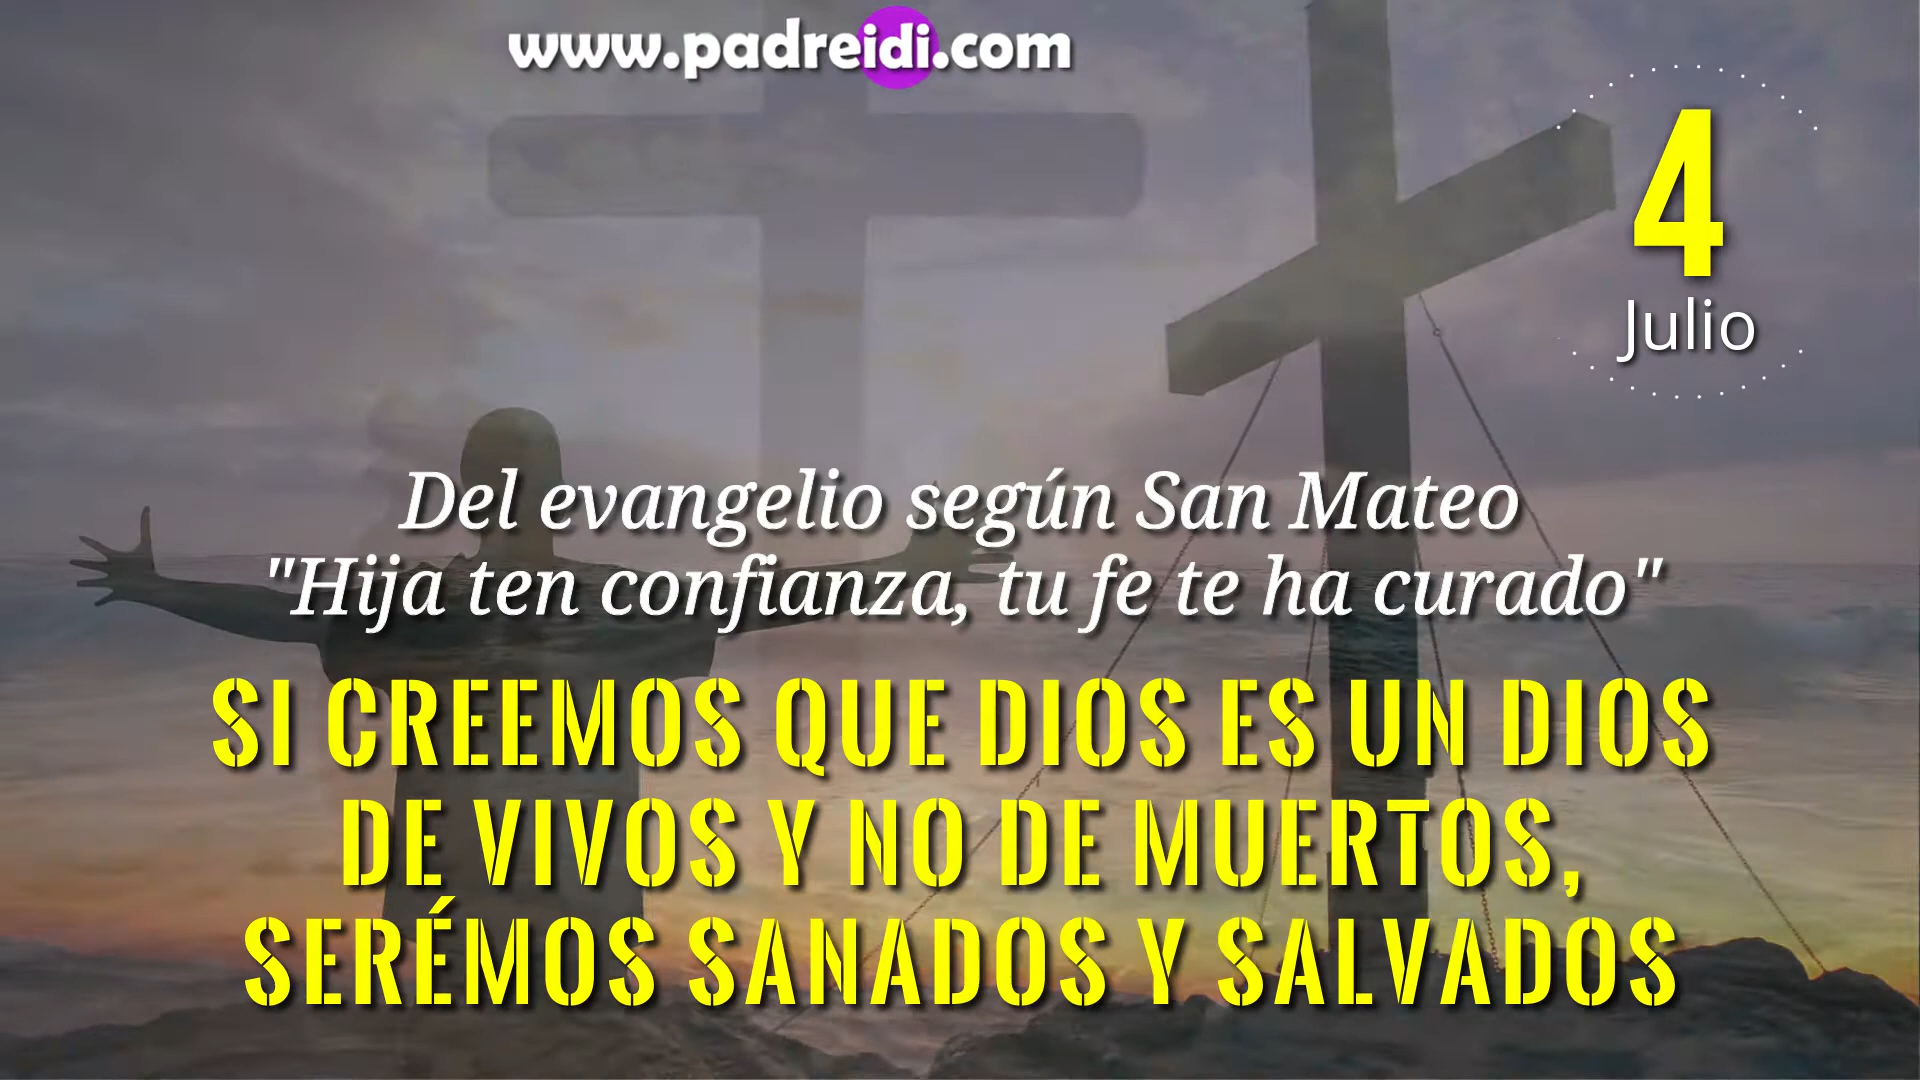 www.padreidi.com
4
Julio
Del evangelio según San Mateo
"Hija ten confianza, tu fe te ha curado"
SI CREEMOS QUE DIOS ES UN DIOS
DE VIVOS Y NO DE MUERTOS,
SERÉMOS SANADOS Y SALVADOS